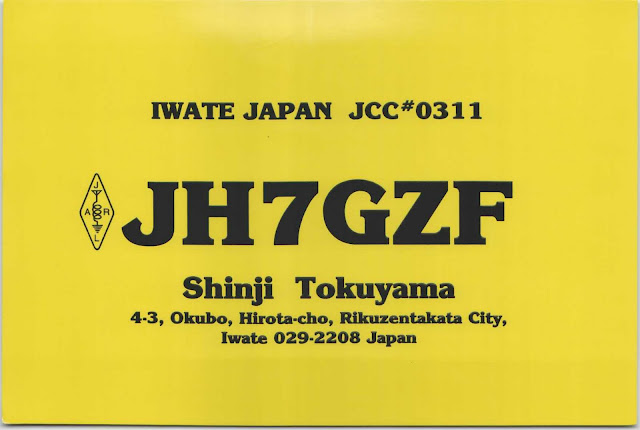 IWATE JAPAN JCC#0311
J
A R
L
JH7GZF
Shinji Tokuyama
4-3, Okubo, Hirota-cho, Rikuzentakata City,
Iwate 029-2208 Japan